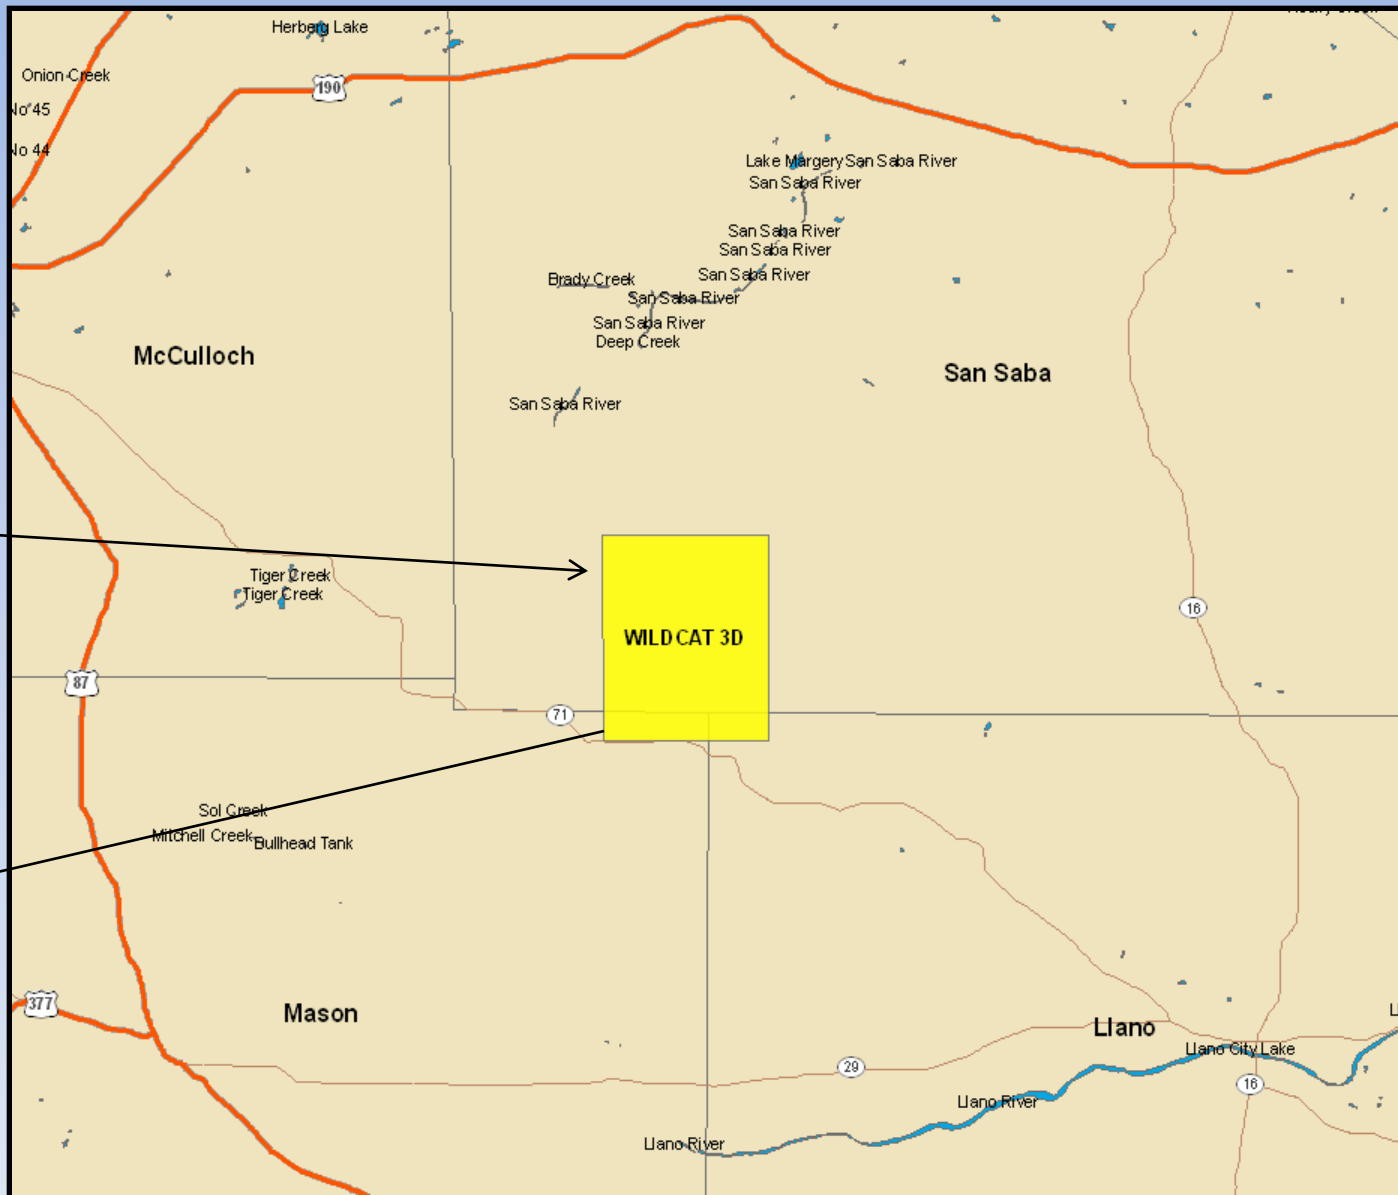 Herberg Lake
Onion Creek
190
No 45
No 44
Lake Margery San Saba River
San Saba River
San Saba River
San Saba River
San Saba River
Brady Creek
San Saba River
San Saba River
Deep Creek
McCulloch
San Saba
San Saba River
Tiger Creek
Tiger Creek
16
WILDCAT 3D
87
71
Sol Creek
Mitchell Creek
Bullhead Tank
377
Mason
Llano
Llano City Lake
29
16
Llano River
Llano River